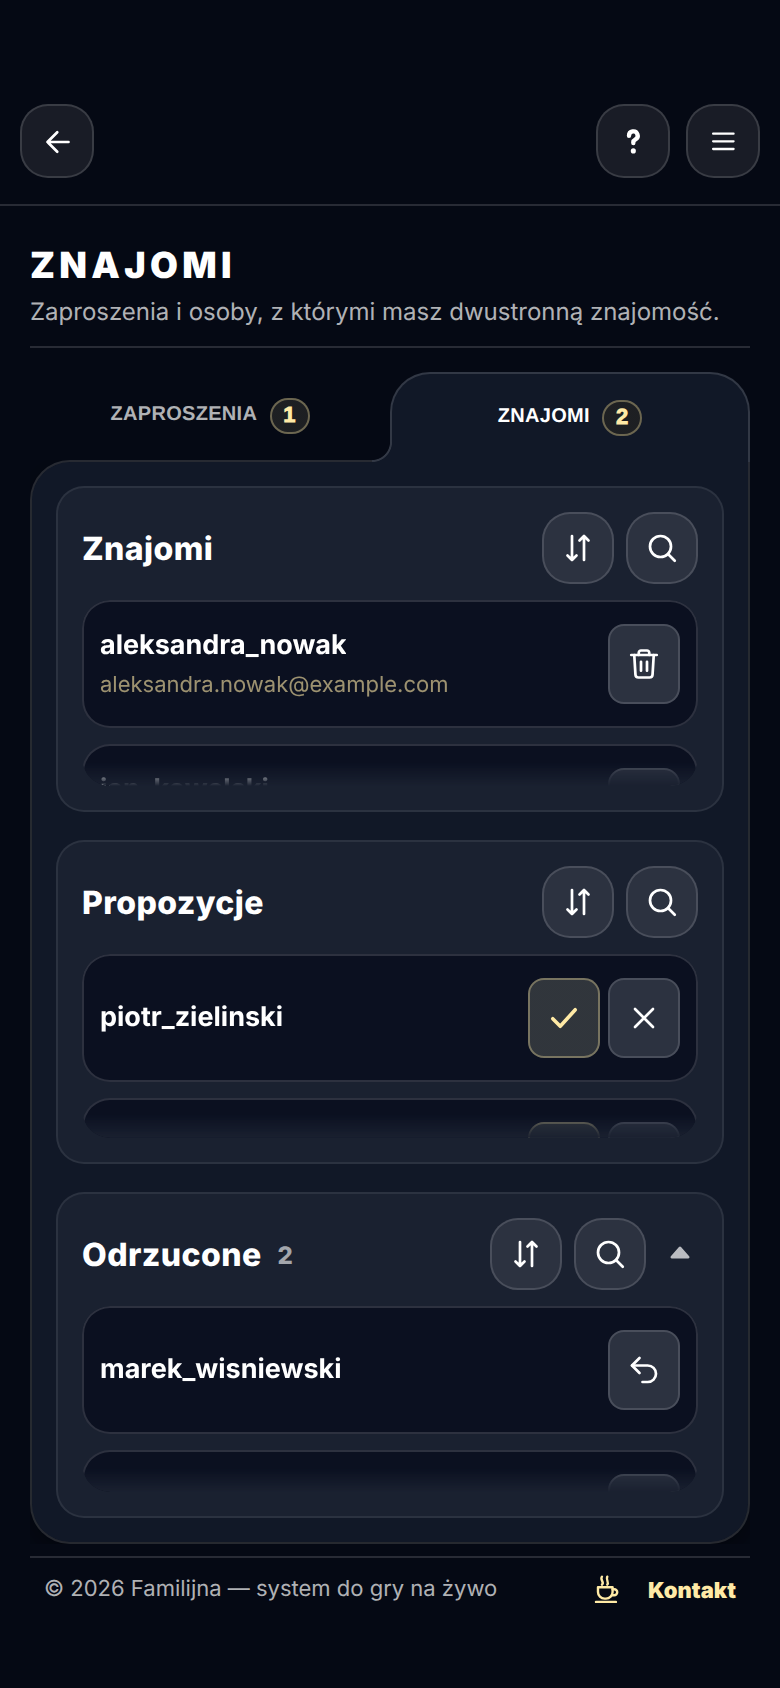 ?
ZNAJOMI
Zaproszenia i osoby, z którymi masz dwustronną znajomość.
ZAPROSZENIA 1
ZNAJOMI 2
Znajomi
aleksandra_nowak
aleksandra.nowak@example.com
Propozycje
piotr_zielinski
Odrzucone 2
marek_wisniewski
© 2026 Familijna — system do gry na żywo
Kontakt